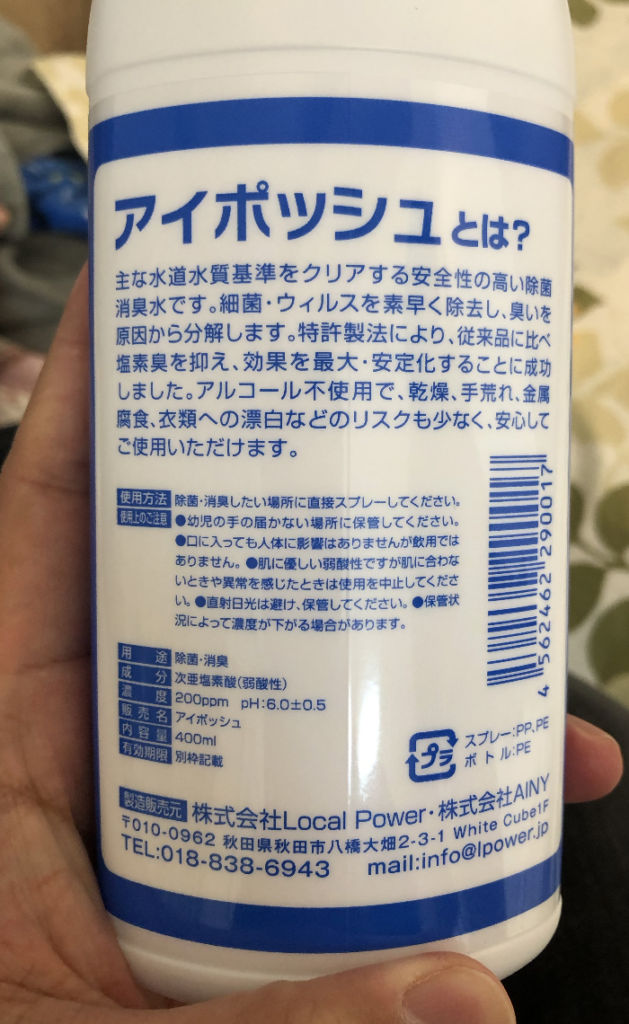 アイポッシュとは?
主な水道水質基準をクリアする安全性の高い除菌
消臭水です。細菌・ウィルスを素早く除去し、臭いを
原因から分解します。特許製法により、従来品に比べ
塩素臭を抑え、効果を最大・安定化することに成功
しました。アルコール不使用で、乾燥、手荒れ、金属
腐食、衣類への漂白などのリスクも少なく、安心して
ご使用いただけます。
使用方法 除菌・消臭したい場所に直接スプレーしてください。
使用上のご注意 ●幼児の手の届かない場所に保管してください。
●口に入っても人体に影響はありませんが飲用では
ありません。●肌に優しい弱酸性ですが肌に合わな
いときや異常を感じたときは使用を中止してくださ
い。●直射日光は避け、保管してください。●保管状
況によって濃度が下がる場合があります。
用途 除菌・消臭
成分 次亜塩素酸(弱酸性)
濃度 200ppm pH:6.0±0.5
販売名 アイポッシュ
内容量 400ml
有効期限 別枠記載
4 562462 290017
プラ
スプレー:PP、PE
ボトル:PE
製造販売元 株式会社Local Power・株式会社AINY
〒010-0962 秋田県秋田市八橋大畑2-3-1 White Cube1F
TEL:018-838-6943 mail:info@lpower.jp